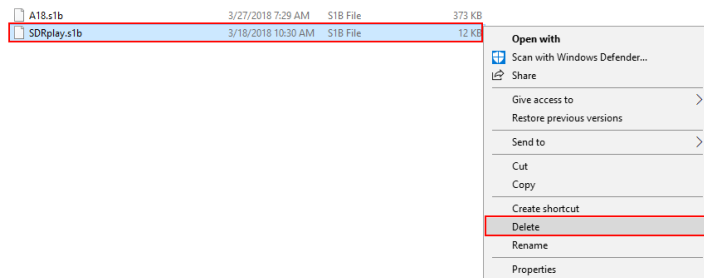 A18.s1b 3/27/2018 7:29 AM S1B File 373 KB
SDRplay.s1b 3/18/2018 10:30 AM S1B File 12 KB
Open with
Scan with Windows Defender...
Share
Give access to
Restore previous versions
Send to
Cut
Copy
Create shortcut
Delete
Rename
Properties